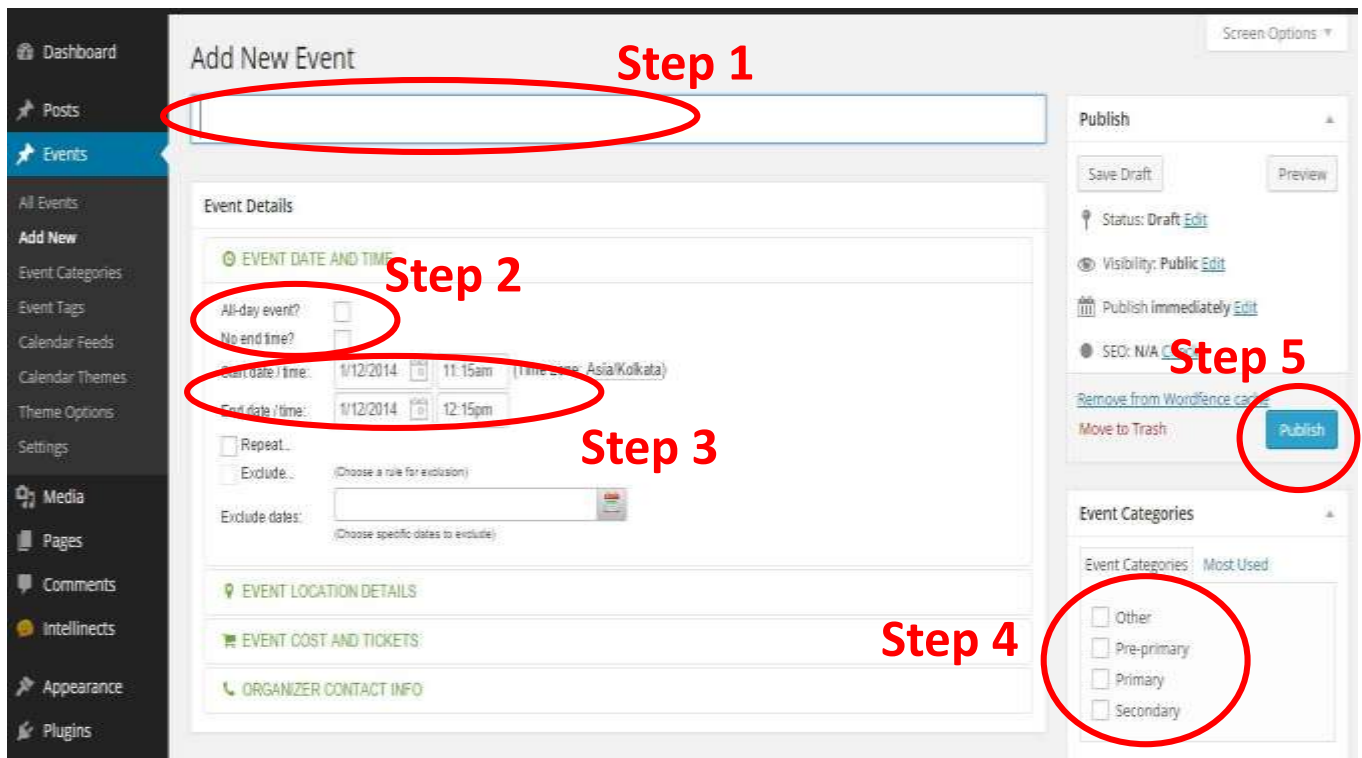 Dashboard
Posts
Events
All Events
Add New
Event Categories
Event Tags
Calendar Feeds
Calendar Themes
Theme Options
Settings
Media
Pages
Comments
Intellinects
Appearance
Plugins
Screen Options
Add New Event
Step 1
Event Details
EVENT DATE AND TIME
Step 2
All-day event?
No end time?
Start date / time: 1/12/2014 11:15am (Time zone: Asia/Kolkata)
End date / time: 1/12/2014 12:15pm
Step 3
Repeat...
Exclude... (Choose a rule for exclusion)
Exclude dates:
(Choose specific dates to exclude)
EVENT LOCATION DETAILS
EVENT COST AND TICKETS
ORGANIZER CONTACT INFO
Publish
Save Draft Preview
Status: Draft Edit
Visibility: Public Edit
Publish immediately Edit
SEO: N/A
Step 5
Remove from Wordfence cache
Move to Trash Publish
Event Categories
Event Categories Most Used
Step 4
Other
Pre-primary
Primary
Secondary